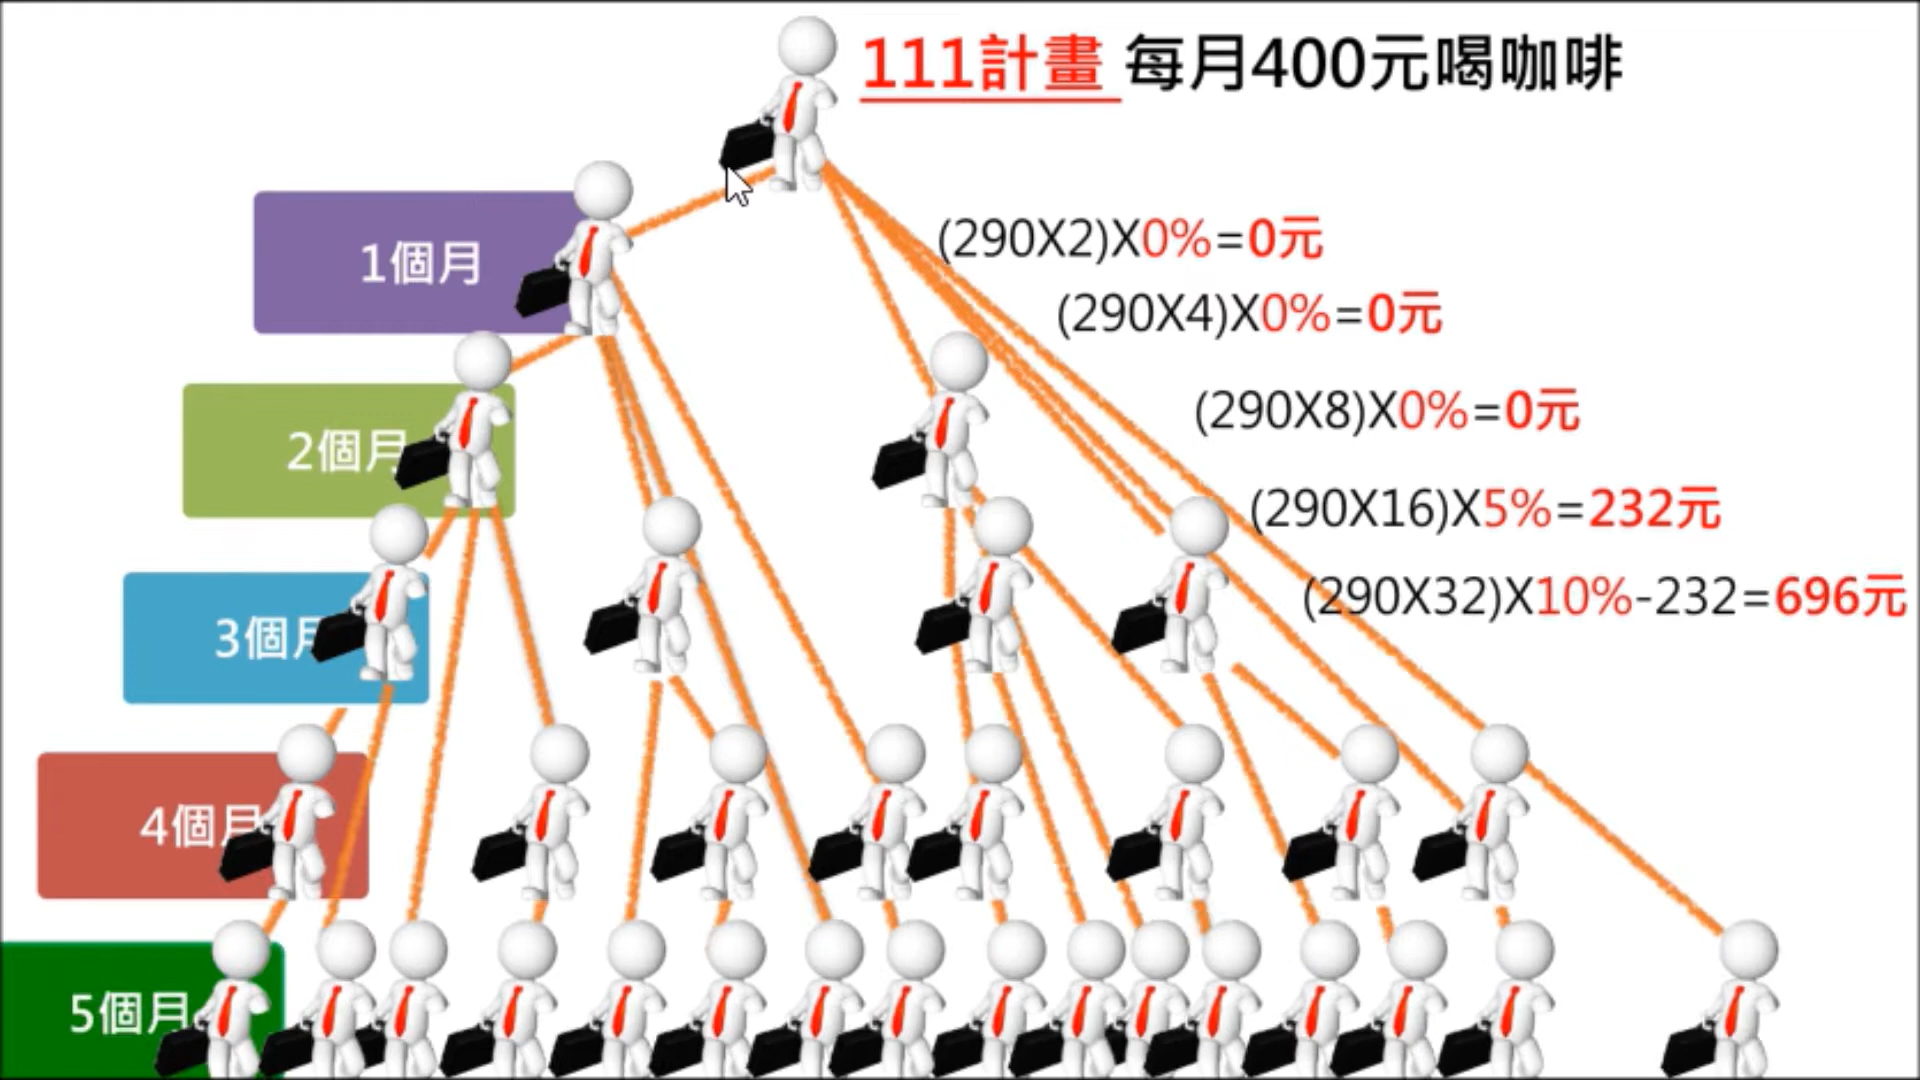 111計畫 每月400元喝咖啡
1個月
(290X2)X0%=0元
(290X4)X0%=0元
2個月
(290X8)X0%=0元
(290X16)X5%=232元
3個月
(290X32)X10%-232=696元
4個月
5個月